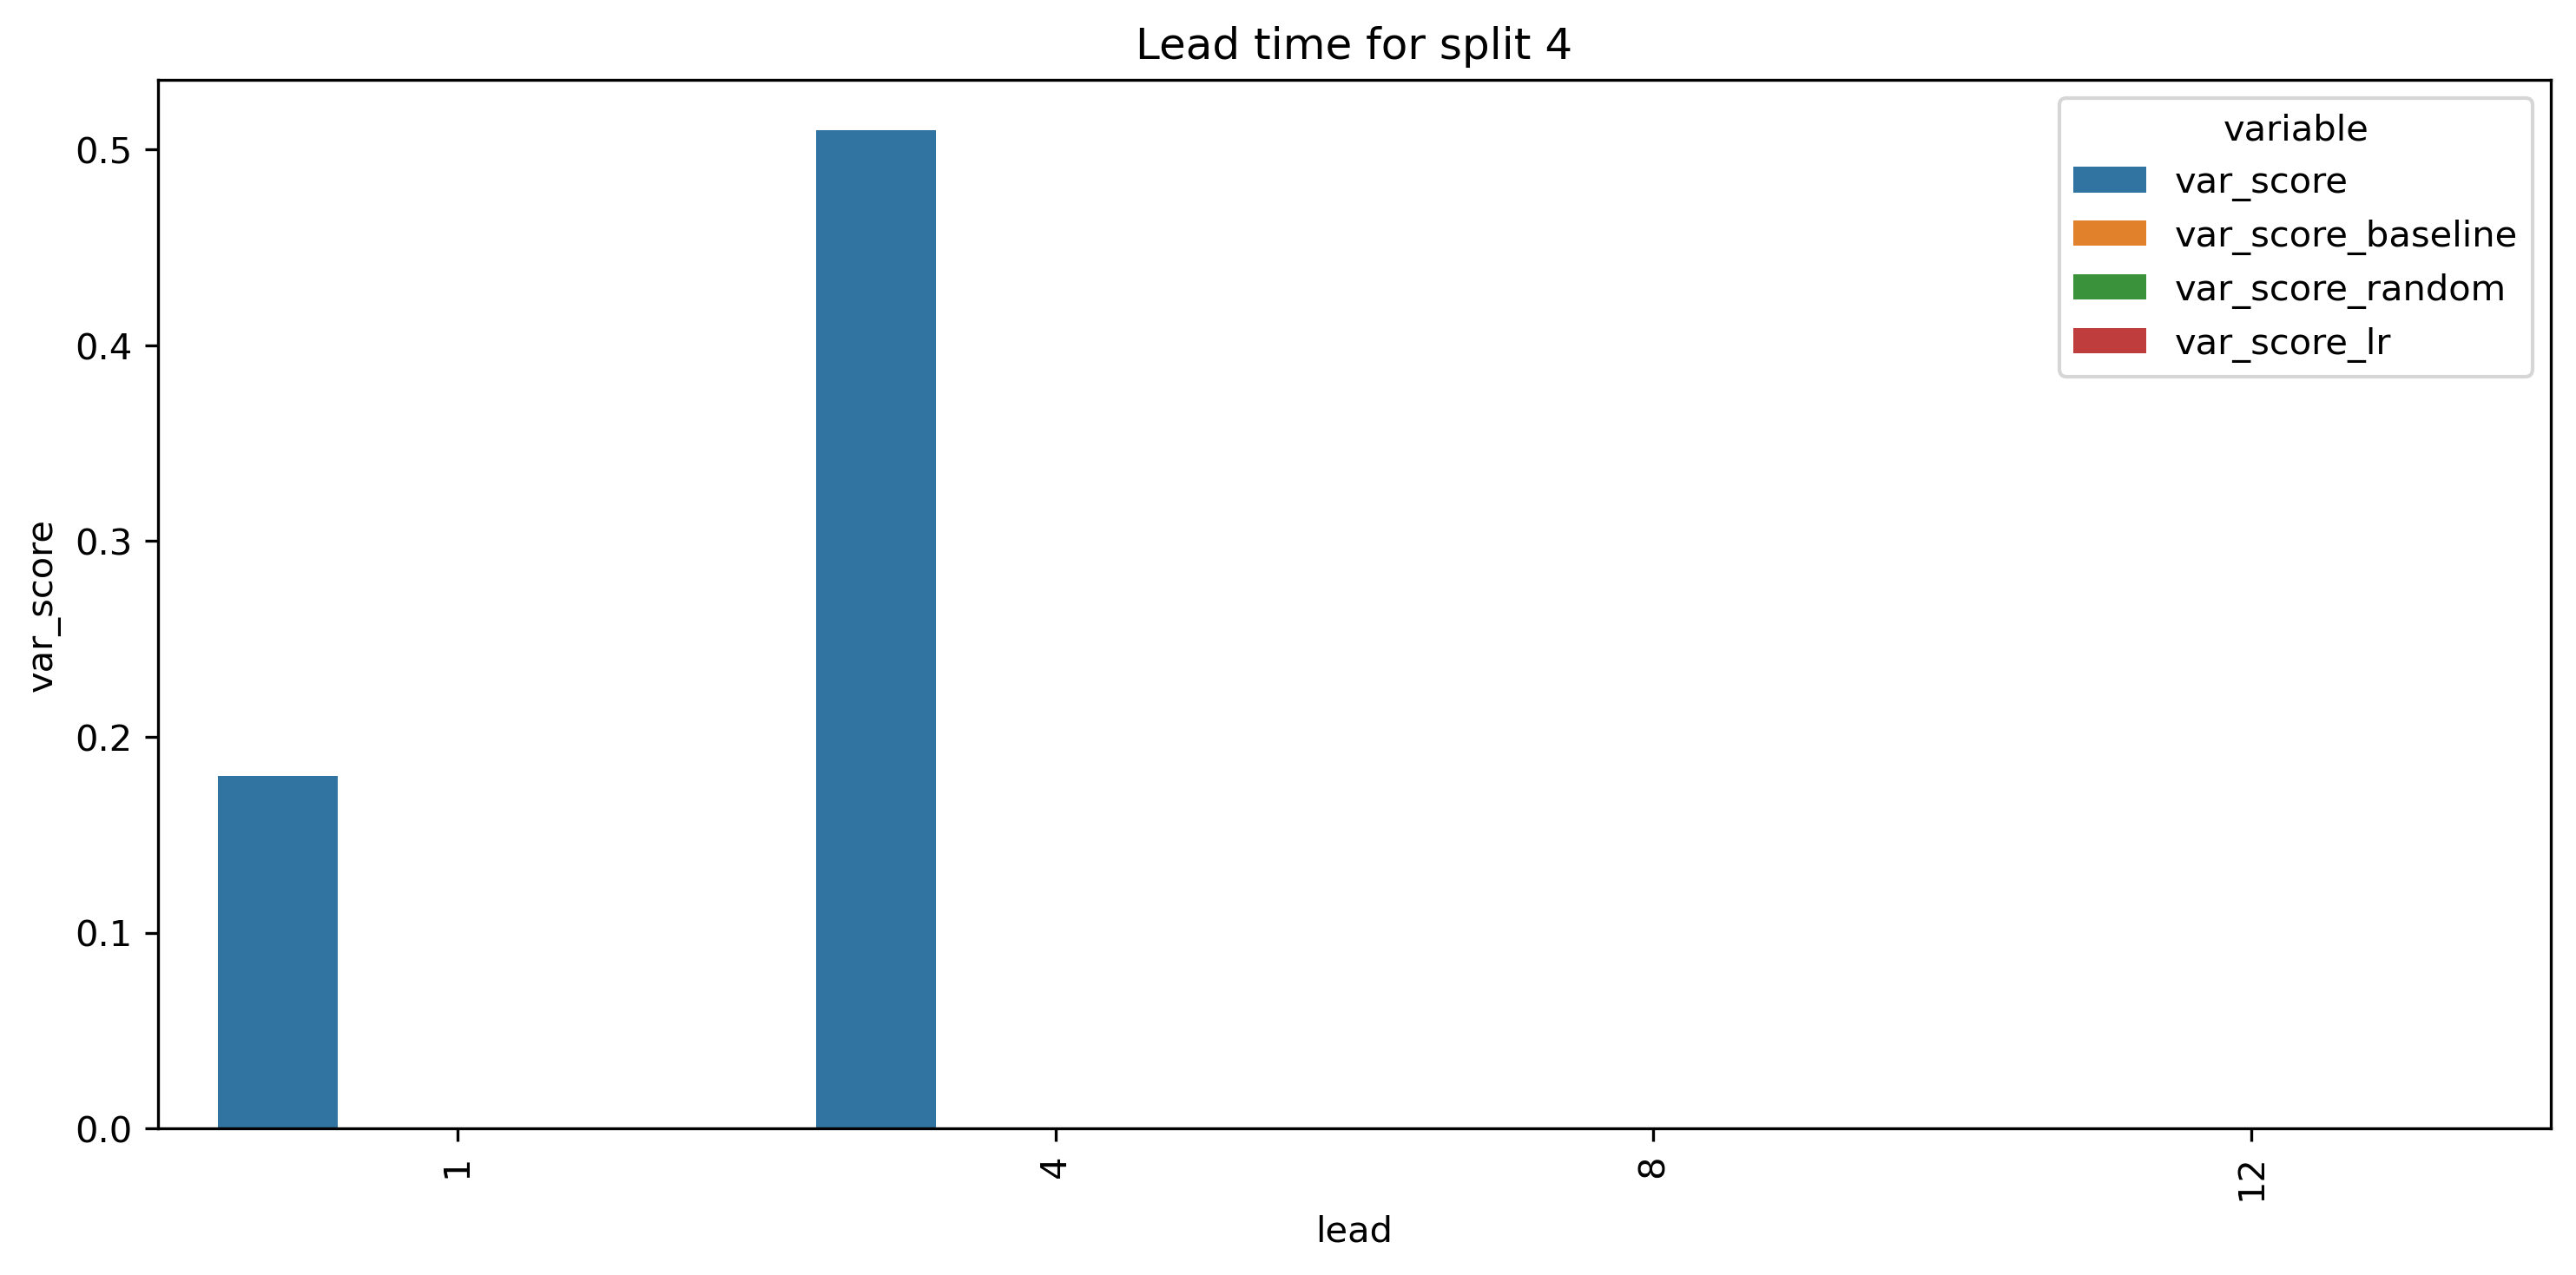 Lead time for split 4
variable
var_score
var_score_baseline
var_score_random
var_score_lr
0.5
0.4
0.3
0.2
0.1
0.0
var_score
1
4
8
12
lead